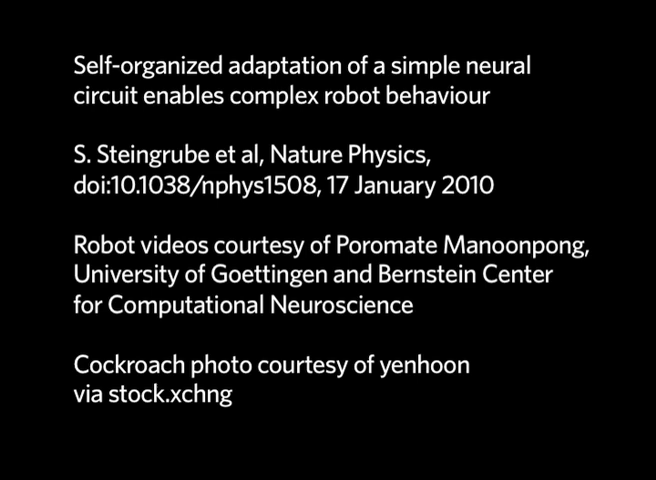 Self-organized adaptation of a simple neural
circuit enables complex robot behaviour
S. Steingrube et al, Nature Physics,
doi:10.1038/nphys1508, 17 January 2010
Robot videos courtesy of Poromate Manoonpong,
University of Goettingen and Bernstein Center
for Computational Neuroscience
Cockroach photo courtesy of yenhoon
via stock.xchng